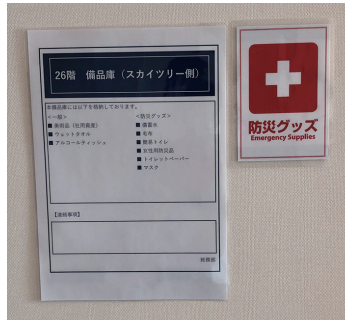 26階 備品庫（スカイツリー側）
本備品庫には以下を格納しております。
＜一般＞
■ 美術品（社用資産）
■ ウェットタオル
■ アルコールティッシュ
＜防災グッズ＞
■ 備蓄水
■ 毛布
■ 簡易トイレ
■ 女性用防災品
■ トイレットペーパー
■ マスク
【連絡事項】
総務部
防災グッズ
Emergency Supplies